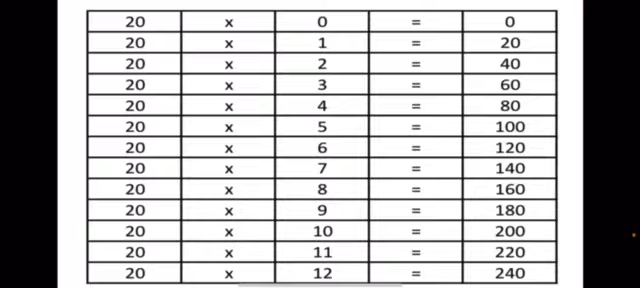 20 x 0 = 0
20 x 1 = 20
20 x 2 = 40
20 x 3 = 60
20 x 4 = 80
20 x 5 = 100
20 x 6 = 120
20 x 7 = 140
20 x 8 = 160
20 x 9 = 180
20 x 10 = 200
20 x 11 = 220
20 x 12 = 240